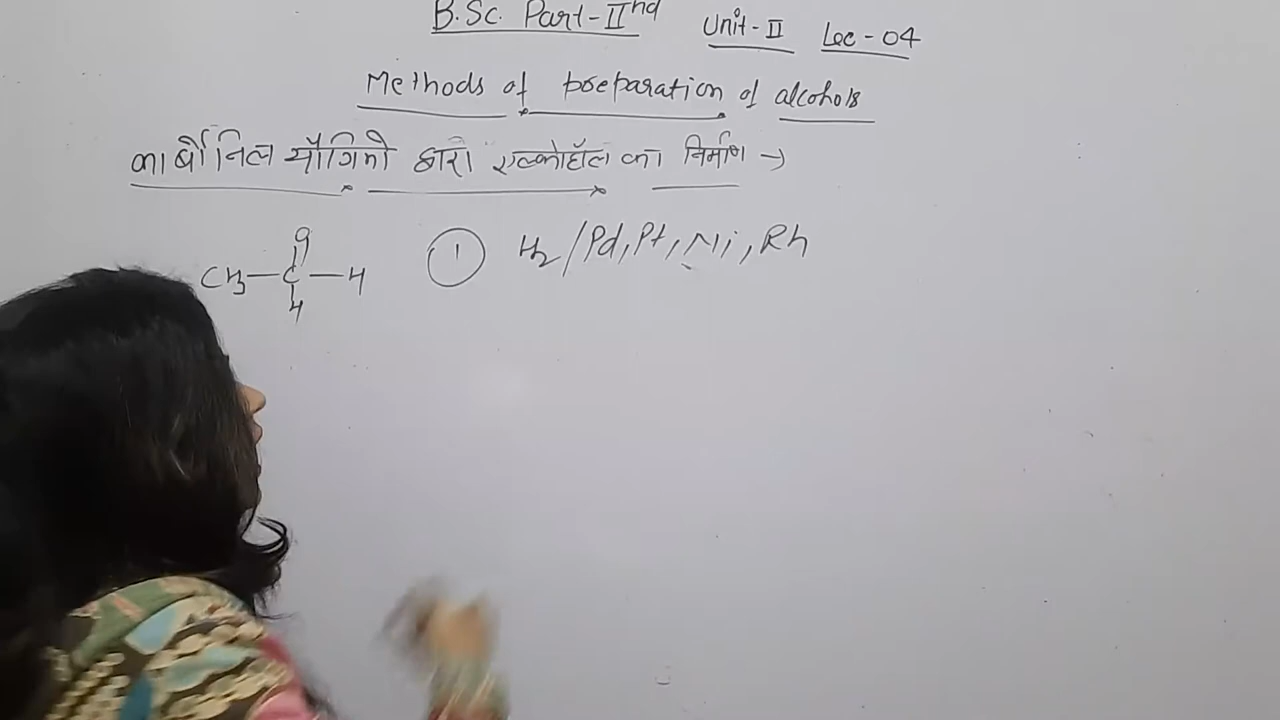 B.Sc. Part-IInd Unit-II Lec-04
Methods of preparation of alcohols
कार्बोनिल यौगिको द्वारा एल्कोहॉल का निर्माण →
O
CH3—C—H ① H2/Pd,Pt,Ni,Rh
H